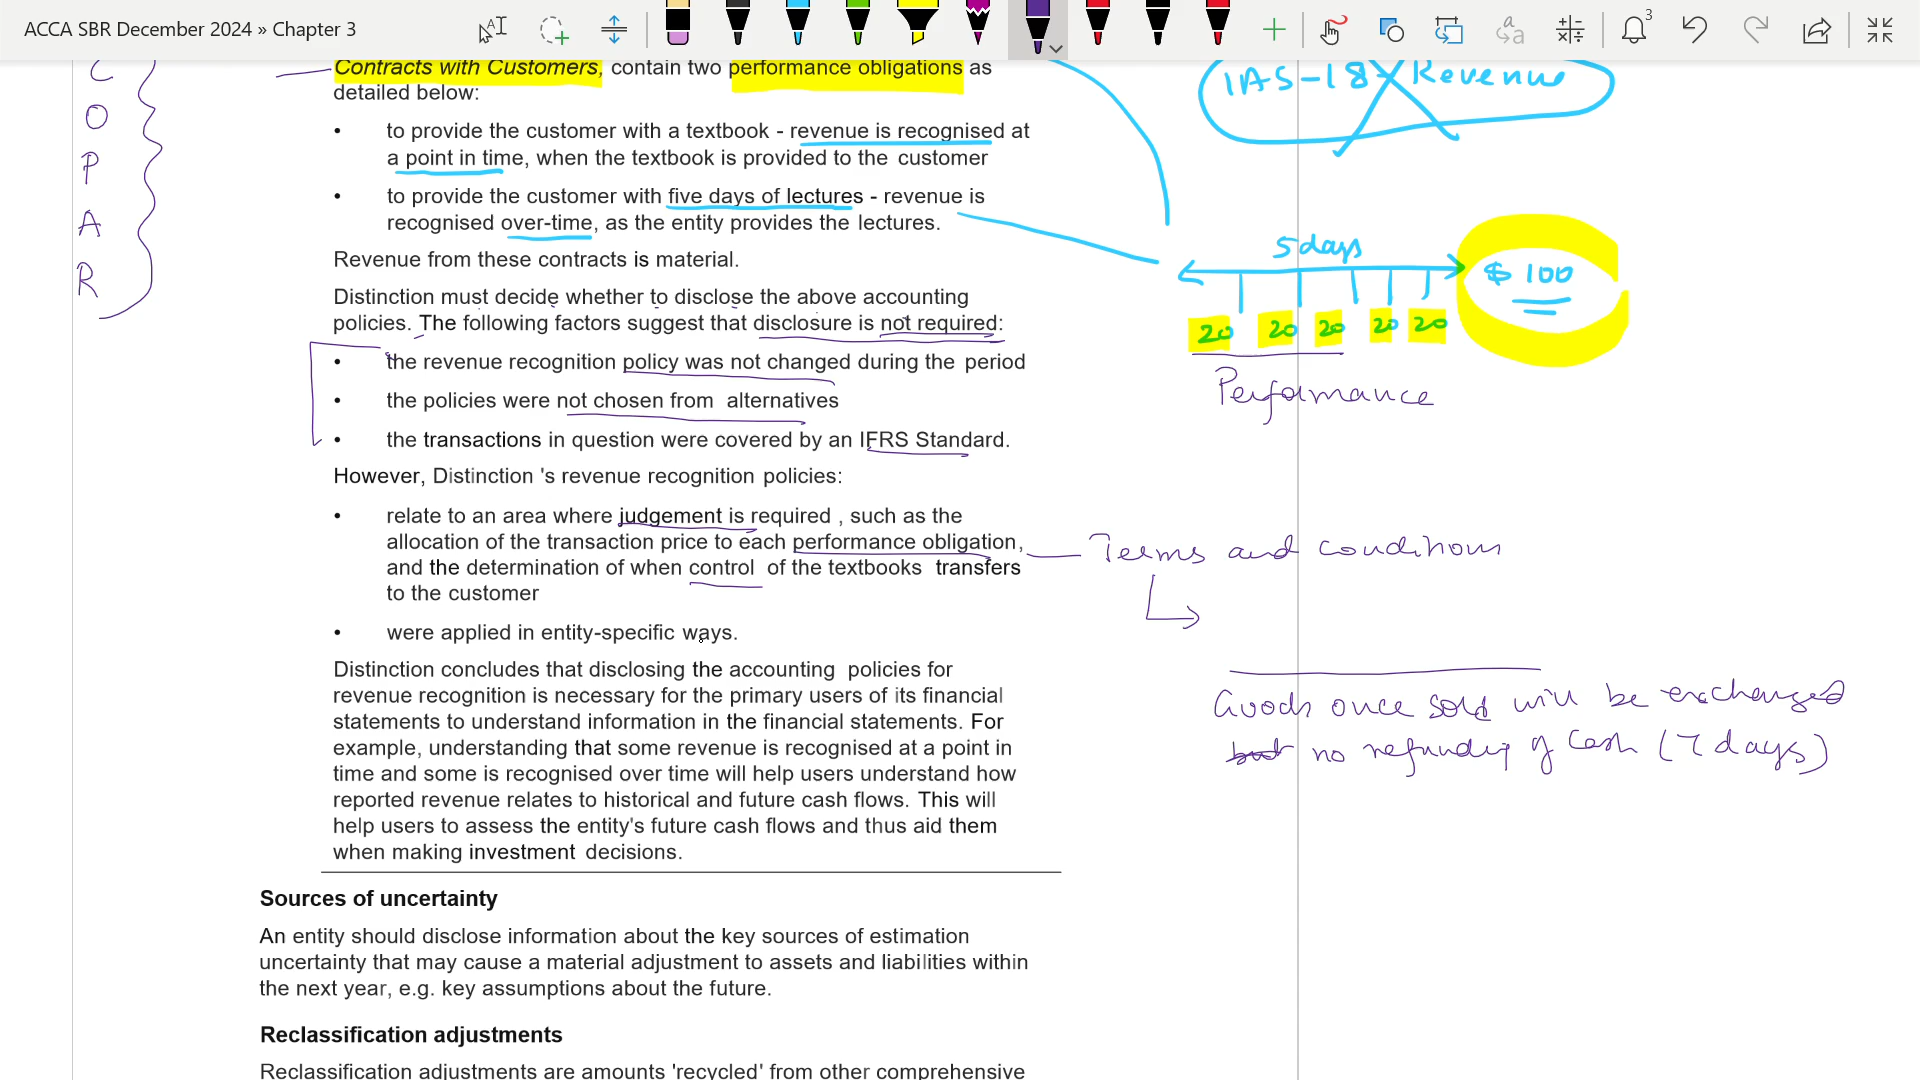 ACCA SBR December 2024 » Chapter 3
3
C
O
P
A
R
Contracts with Customers, contain two performance obligations as
detailed below:
• to provide the customer with a textbook - revenue is recognised at
a point in time, when the textbook is provided to the customer
• to provide the customer with five days of lectures - revenue is
recognised over-time, as the entity provides the lectures.
Revenue from these contracts is material.
Distinction must decide whether to disclose the above accounting
policies. The following factors suggest that disclosure is not required:
• the revenue recognition policy was not changed during the period
• the policies were not chosen from alternatives
• the transactions in question were covered by an IFRS Standard.
However, Distinction 's revenue recognition policies:
• relate to an area where judgement is required , such as the
allocation of the transaction price to each performance obligation,
and the determination of when control of the textbooks transfers
to the customer
• were applied in entity-specific ways.
Distinction concludes that disclosing the accounting policies for
revenue recognition is necessary for the primary users of its financial
statements to understand information in the financial statements. For
example, understanding that some revenue is recognised at a point in
time and some is recognised over time will help users understand how
reported revenue relates to historical and future cash flows. This will
help users to assess the entity's future cash flows and thus aid them
when making investment decisions.
Sources of uncertainty
An entity should disclose information about the key sources of estimation
uncertainty that may cause a material adjustment to assets and liabilities within
the next year, e.g. key assumptions about the future.
Reclassification adjustments
Reclassification adjustments are amounts 'recycled' from other comprehensive
IAS-18 Revenue
5 days
$ 100
20 20 20 20 20
Performance
Terms and conditions
Goods once sold will be exchanged
but no refunding of cash (7 days)